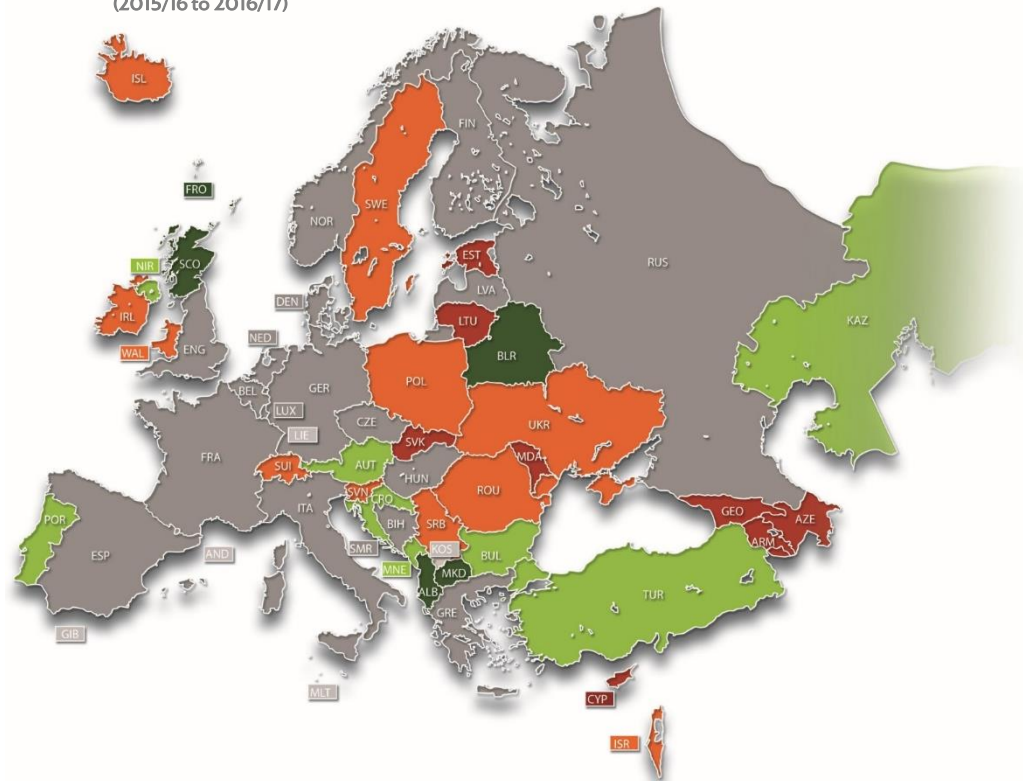 (2015/16 to 2016/17)
ISL
FIN
FRO
NOR
SWE
RUS
SCO
EST
NIR
LVA
DEN
IRL
LTU
KAZ
NED
WAL
ENG
BLR
GER
POL
BEL
LUX
CZE
UKR
LIE
SVK
FRA
MDA
AUT
SUI
HUN
ROU
SVN
CRO
ITA
GEO
AZE
POR
SRB
BIH
ARM
ESP
AND
SMR
KOS
BUL
MNE
MKD
ALB
TUR
GRE
GIB
MLT
CYP
ISR